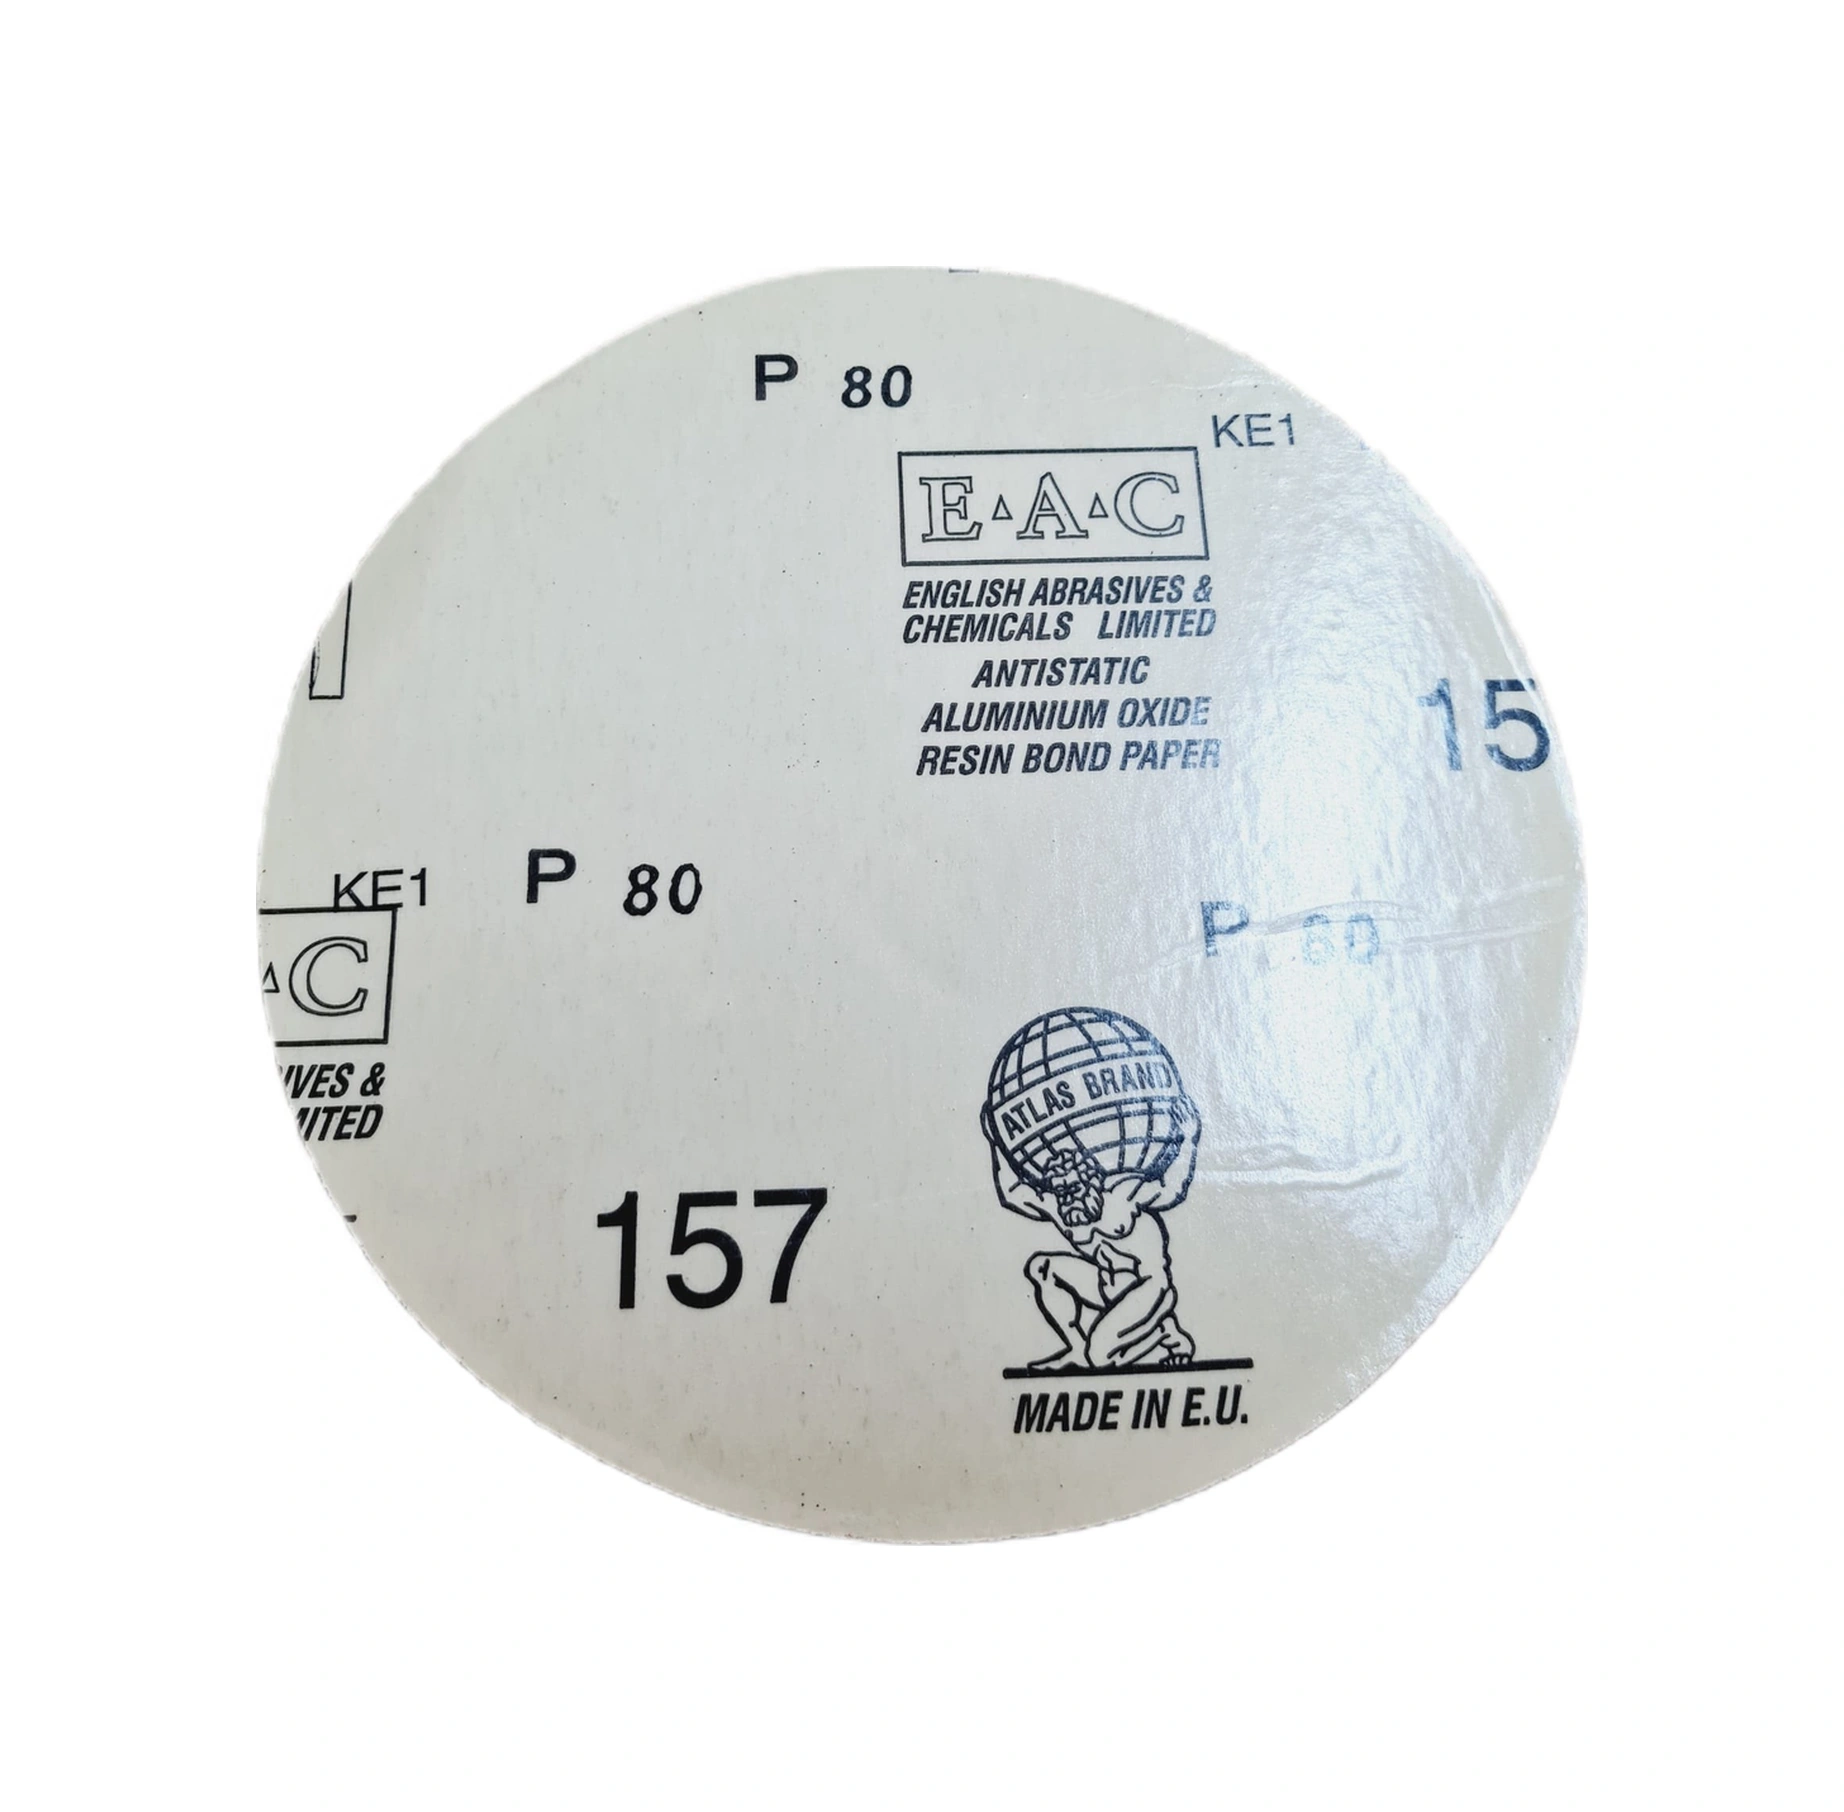 P 80
KE1
E▵A▵C
ENGLISH ABRASIVES &
CHEMICALS LIMITED
ANTISTATIC
ALUMINIUM OXIDE
RESIN BOND PAPER
15
KE1
P 80
P 80
▵C
IVES &
MITED
ATLAS BRAND
157
MADE IN E.U.